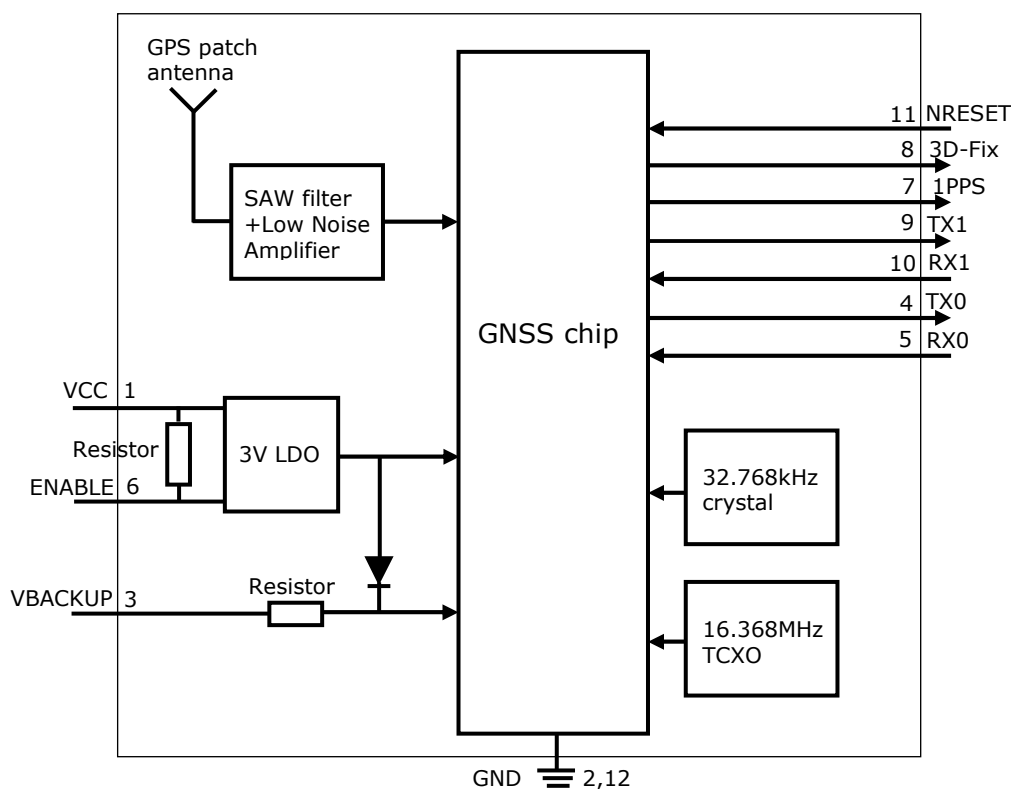 GPS patch
antenna
SAW filter
+Low Noise
Amplifier
GNSS chip
11 NRESET
8 3D-Fix
7 1PPS
9 TX1
10 RX1
4 TX0
5 RX0
VCC 1
Resistor
ENABLE 6
3V LDO
VBACKUP 3
Resistor
32.768kHz
crystal
16.368MHz
TCXO
GND 2,12